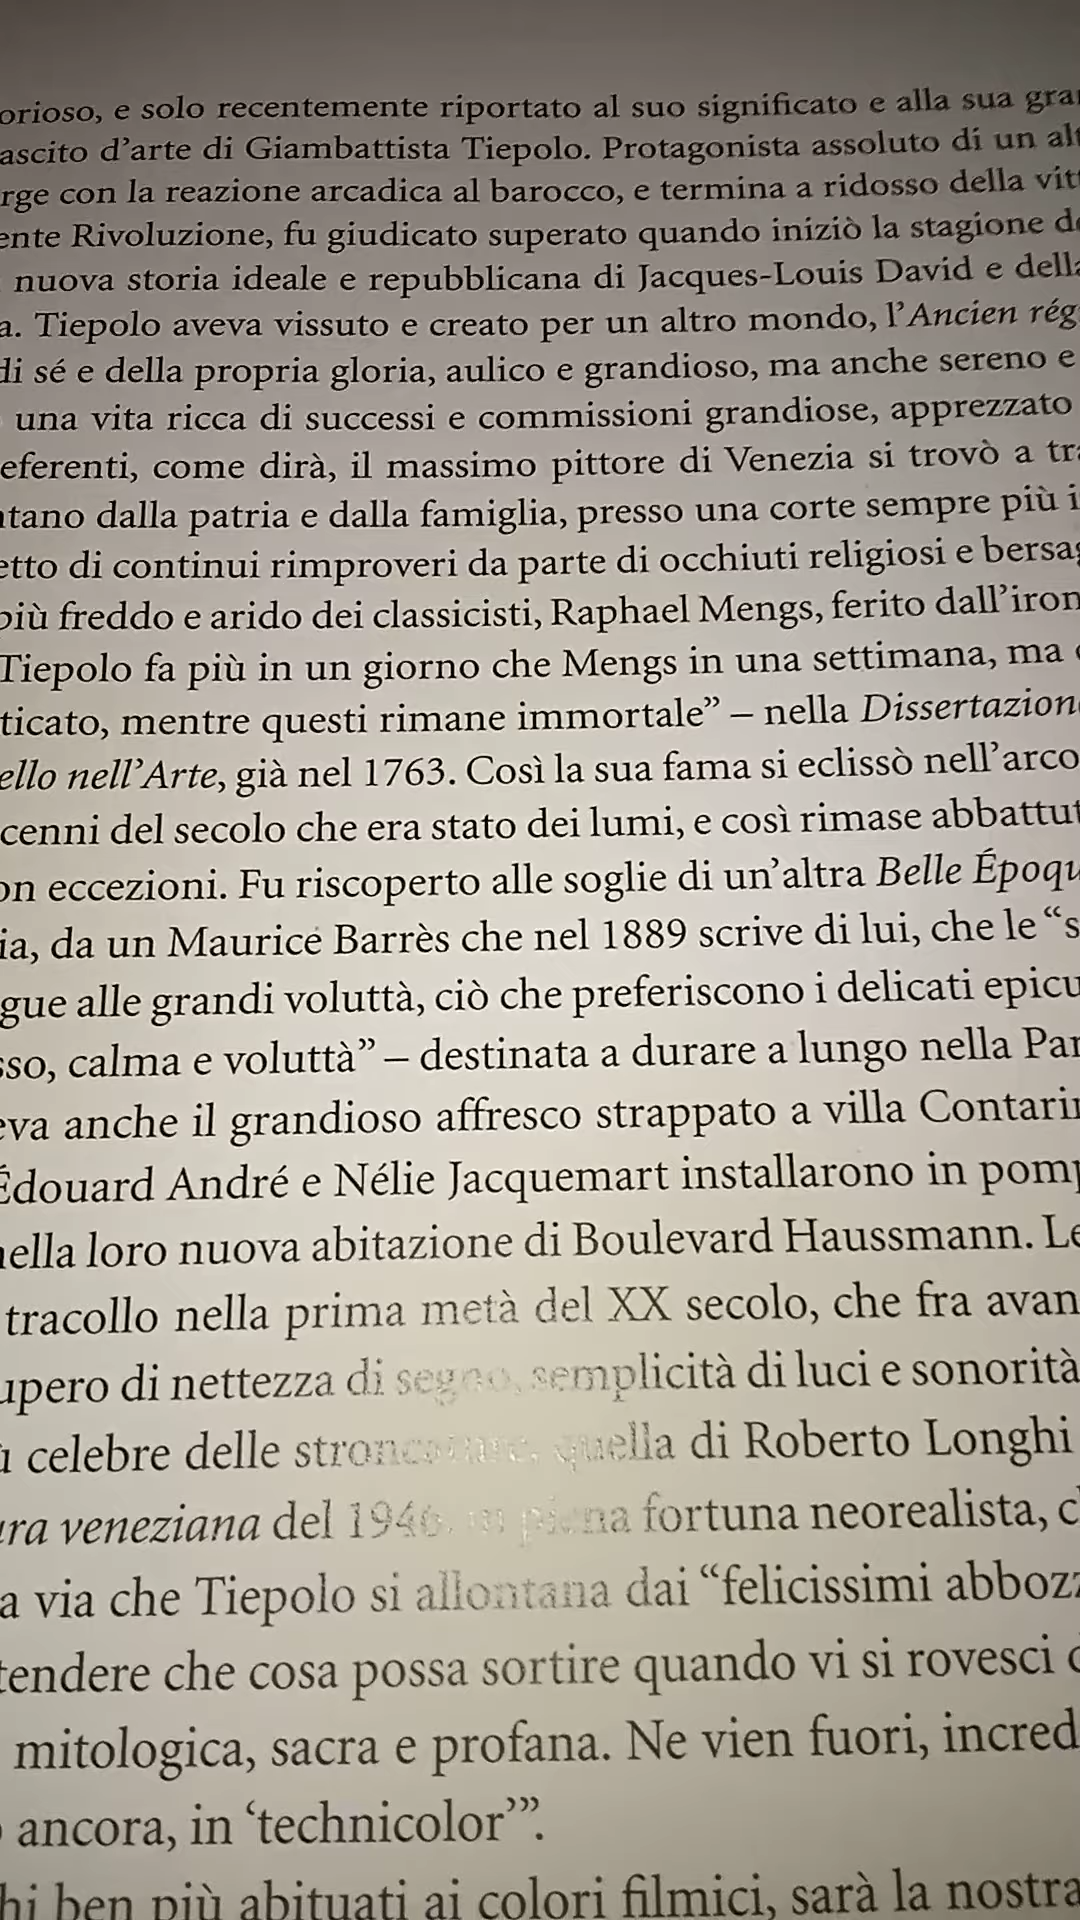 orioso, e solo recentemente riportato al suo significato e alla sua gra
ascito d'arte di Giambattista Tiepolo. Protagonista assoluto di un alt
rge con la reazione arcadica al barocco, e termina a ridosso della vitt
ente Rivoluzione, fu giudicato superato quando iniziò la stagione de
nuova storia ideale e repubblicana di Jacques-Louis David e della
a. Tiepolo aveva vissuto e creato per un altro mondo, l'Ancien rég
di sé e della propria gloria, aulico e grandioso, ma anche sereno e
una vita ricca di successi e commissioni grandiose, apprezzato
eferenti, come dirà, il massimo pittore di Venezia si trovò a tra
ntano dalla patria e dalla famiglia, presso una corte sempre più i
etto di continui rimproveri da parte di occhiuti religiosi e bersag
più freddo e arido dei classicisti, Raphael Mengs, ferito dall'iron
Tiepolo fa più in un giorno che Mengs in una settimana, ma
ticato, mentre questi rimane immortale” – nella Dissertazion
ello nell'Arte, già nel 1763. Così la sua fama si eclissò nell'arco
cenni del secolo che era stato dei lumi, e così rimase abbattut
on eccezioni. Fu riscoperto alle soglie di un'altra Belle Époqu
ia, da un Maurice Barrès che nel 1889 scrive di lui, che le “s
gue alle grandi voluttà, ciò che preferiscono i delicati epicu
sso, calma e voluttà” – destinata a durare a lungo nella Par
eva anche il grandioso affresco strappato a villa Contarin
Édouard André e Nélie Jacquemart installarono in pomp
nella loro nuova abitazione di Boulevard Haussmann. Le
tracollo nella prima metà del XX secolo, che fra avan
upero di nettezza di segno, semplicità di luci e sonorità
ù celebre delle stroncature, quella di Roberto Longhi
ura veneziana del 1946, in piena fortuna neorealista, c
a via che Tiepolo si allontana dai “felicissimi abbozz
tendere che cosa possa sortire quando vi si rovesci
mitologica, sacra e profana. Ne vien fuori, incred
ancora, in ‘technicolor’”.
hi ben più abituati ai colori filmici, sarà la nostra